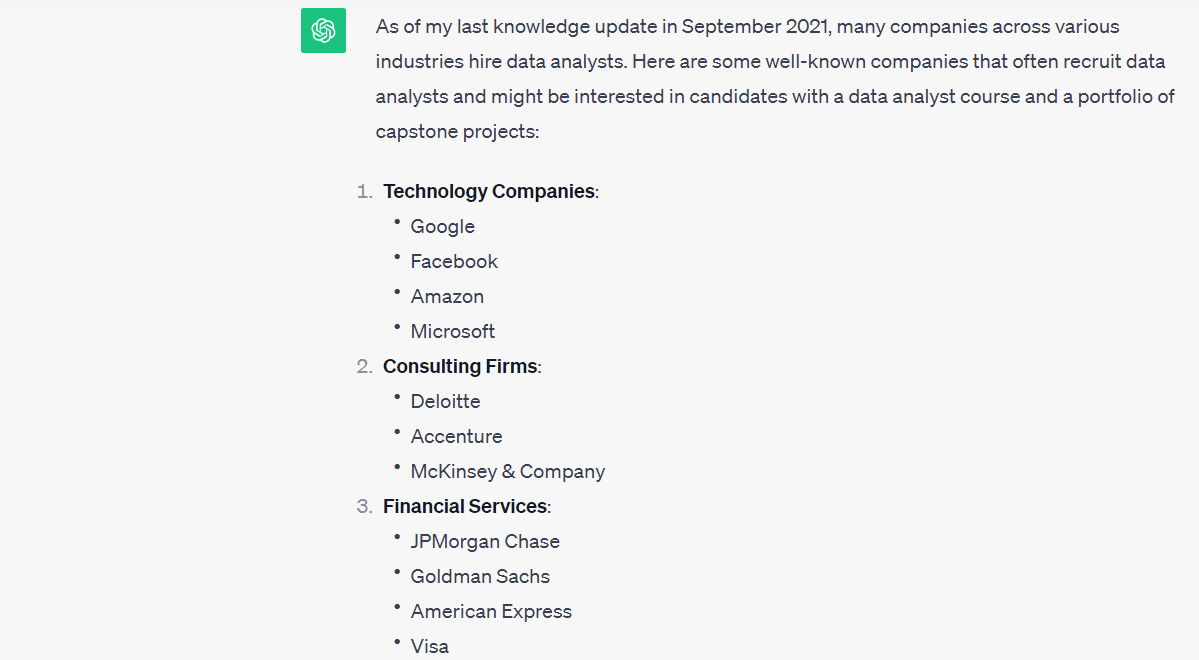 As of my last knowledge update in September 2021, many companies across various
industries hire data analysts. Here are some well-known companies that often recruit data
analysts and might be interested in candidates with a data analyst course and a portfolio of
capstone projects:
1. Technology Companies:
• Google
• Facebook
• Amazon
• Microsoft
2. Consulting Firms:
• Deloitte
• Accenture
• McKinsey & Company
3. Financial Services:
• JPMorgan Chase
• Goldman Sachs
• American Express
• Visa